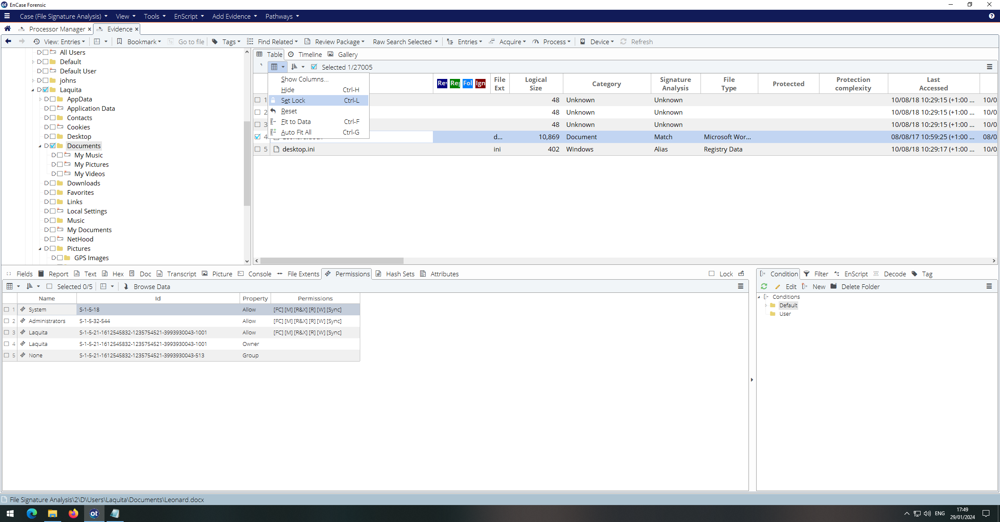 EnCase Forensic
Case (File Signature Analysis) View Tools EnScript Add Evidence Pathways
Processor Manager Evidence
View: Entries Bookmark Go to file Tags Find Related Review Package Raw Search Selected Entries Acquire Process Device Refresh
All Users
Default
Default User
johns
Laquita
AppData
Application Data
Contacts
Cookies
Desktop
Documents
My Music
My Pictures
My Videos
Downloads
Favorites
Links
Local Settings
Music
My Documents
NetHood
Pictures
GPS Images
Table Timeline Gallery
Selected 1/27005
Show Columns...
Hide Ctrl-H
Set Lock Ctrl-L
Reset
Fit to Data Ctrl-F
Auto Fit All Ctrl-G
Rev Rep Fol Ign File Ext Logical Size Category Signature Analysis File Type Protected Protection complexity Last Accessed
1 48 Unknown Unknown 10/08/18 10:29:15 (+1:00 ... 10/0
2 48 Unknown Unknown 10/08/18 10:29:15 (+1:00 ... 10/0
3 48 Unknown Unknown 10/08/18 10:29:15 (+1:00 ... 10/0
4 d... 10,869 Document Match Microsoft Wor... 08/08/17 10:59:25 (+1:00 ... 08/0
5 desktop.ini ini 402 Windows Alias Registry Data 10/08/18 10:29:17 (+1:00 ... 10/0
Fields Report Text Hex Doc Transcript Picture Console File Extents Permissions Hash Sets Attributes Lock
Selected 0/5 Browse Data
Name Id Property Permissions
1 System S-1-5-18 Allow [FC] [M] [R&X] [R] [W] [Sync]
2 Administrators S-1-5-32-544 Allow [FC] [M] [R&X] [R] [W] [Sync]
3 Laquita S-1-5-21-1612545832-1235754521-3993930043-1001 Allow [FC] [M] [R&X] [R] [W] [Sync]
4 Laquita S-1-5-21-1612545832-1235754521-3993930043-1001 Owner
5 None S-1-5-21-1612545832-1235754521-3993930043-513 Group
Condition Filter EnScript Decode Tag
Edit New Delete Folder
Conditions
Default
User
File Signature Analysis\2\D\Users\Laquita\Documents\Leonard.docx
ot
ENG
17:49
29/01/2024